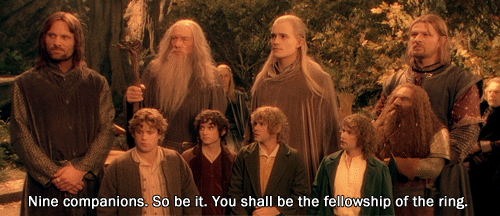 Nine companions. So be it. You shall be the fellowship of the ring.